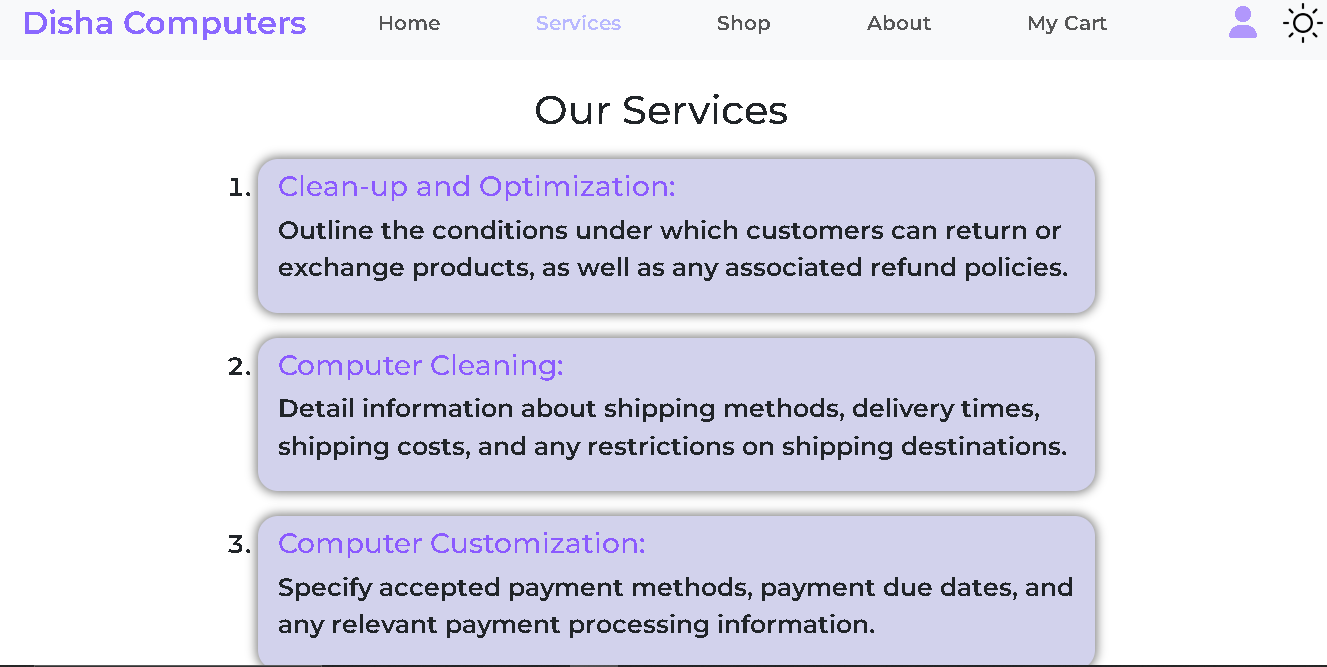 Disha Computers Home Services Shop About My Cart
Our Services
1. Clean-up and Optimization:
Outline the conditions under which customers can return or
exchange products, as well as any associated refund policies.
2. Computer Cleaning:
Detail information about shipping methods, delivery times,
shipping costs, and any restrictions on shipping destinations.
3. Computer Customization:
Specify accepted payment methods, payment due dates, and
any relevant payment processing information.